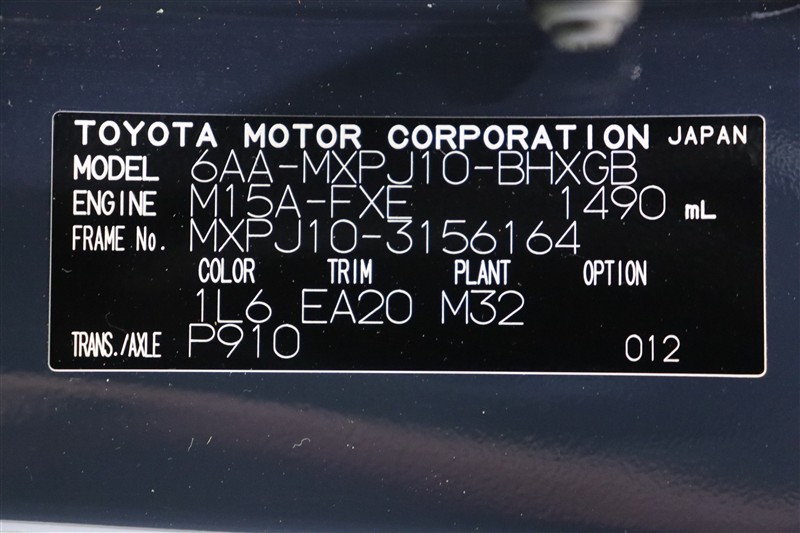 TOYOTA MOTOR CORPORATION JAPAN
MODEL 6AA-MXPJ10-BHXGB
ENGINE M15A-FXE 1490 mL
FRAME No. MXPJ10-3156164
COLOR TRIM PLANT OPTION
1L6 EA20 M32
TRANS./AXLE P910 012